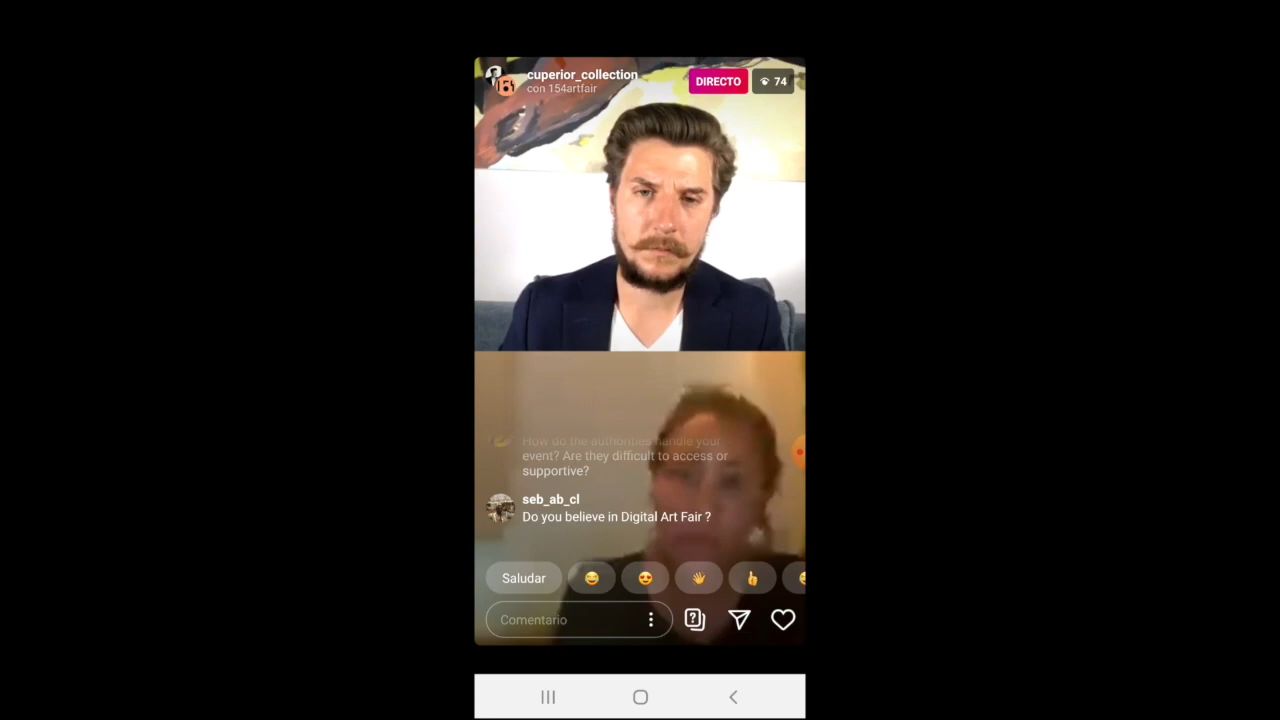 cuperior_collection
con 154artfair
DIRECTO
74
How do the authorities handle your
event? Are they difficult to access or
supportive?
seb_ab_cl
Do you believe in Digital Art Fair ?
Saludar
Comentario